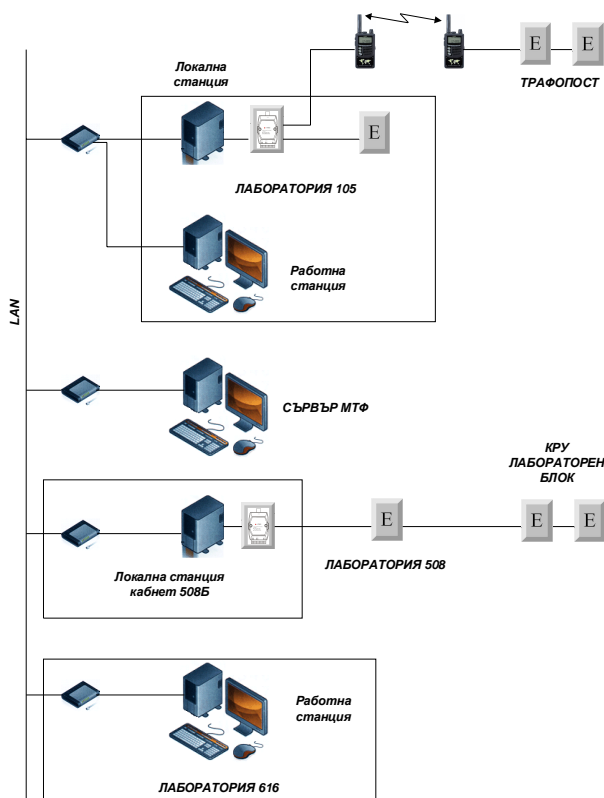 E
E
ТРАФОПОСТ
Локална
станция
E
ЛАБОРАТОРИЯ 105
Работна
станция
LAN
СЪРВЪР МТФ
КРУ
ЛАБОРАТОРЕН
БЛОК
E
E
E
ЛАБОРАТОРИЯ 508
Локална станция
кабнет 508Б
Работна
станция
ЛАБОРАТОРИЯ 616